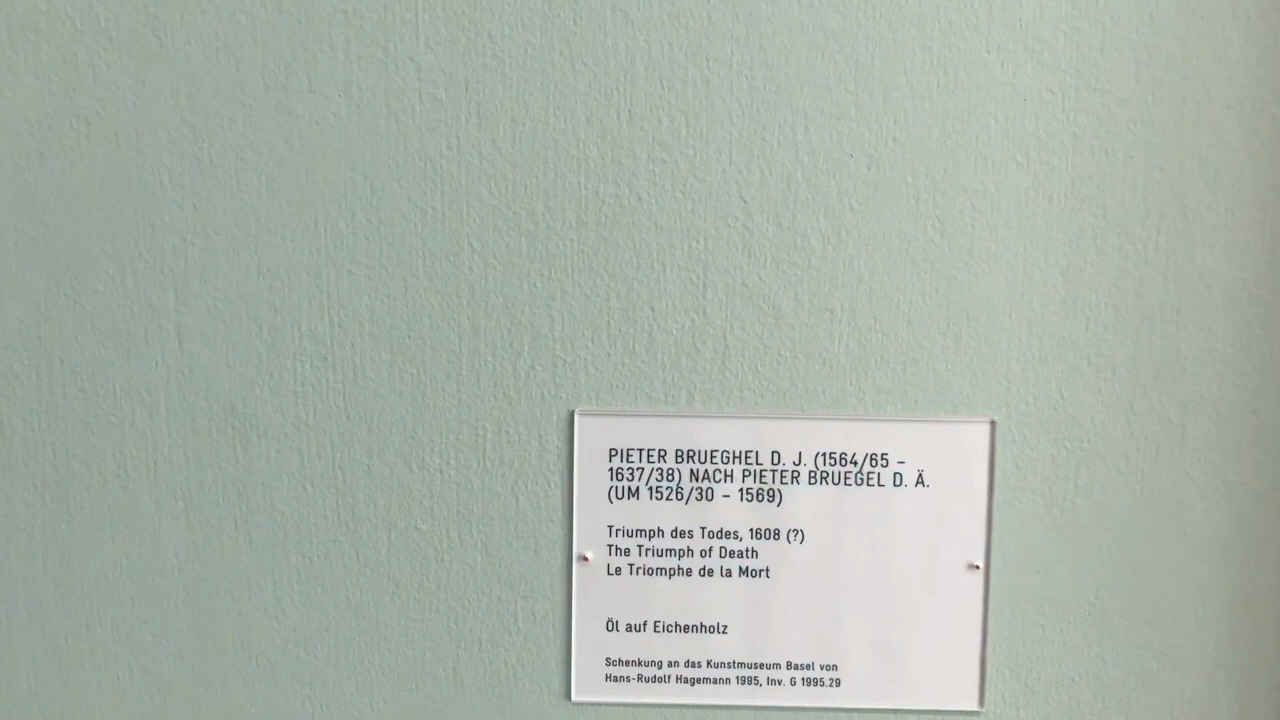 PIETER BRUEGHEL D. J. (1564/65 –
1637/38) NACH PIETER BRUEGEL D. Ä.
(UM 1526/30 – 1569)
Triumph des Todes, 1608 (?)
The Triumph of Death
Le Triomphe de la Mort
Öl auf Eichenholz
Schenkung an das Kunstmuseum Basel von
Hans-Rudolf Hagemann 1995, Inv. G 1995.29